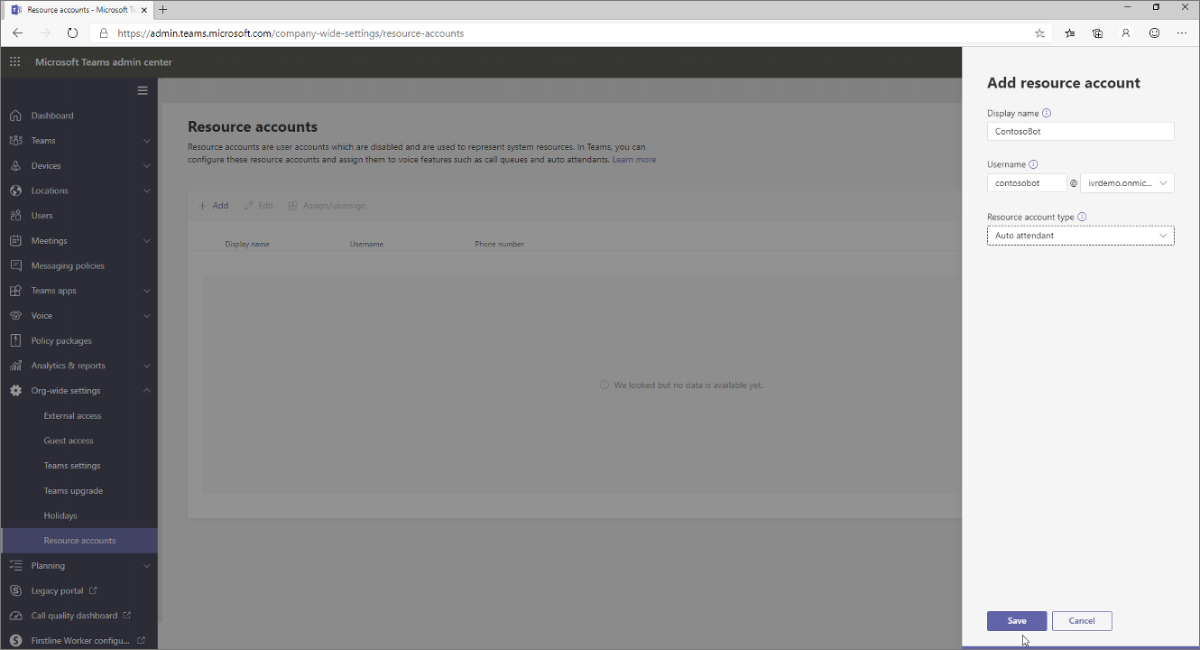 Resource accounts - Microsoft T
https://admin.teams.microsoft.com/company-wide-settings/resource-accounts
Microsoft Teams admin center
Dashboard
Teams
Devices
Locations
Users
Meetings
Messaging policies
Teams apps
Voice
Policy packages
Analytics & reports
Org-wide settings
External access
Guest access
Teams settings
Teams upgrade
Holidays
Resource accounts
Planning
Legacy portal
Call quality dashboard
Firstline Worker configu...
Resource accounts
Resource accounts are user accounts which are disabled and are used to represent system resources. In Teams, you can
configure these resource accounts and assign them to voice features such as call queues and auto attendants. Learn more
Add Edit Assign/unassign
Display name Username Phone number
We looked but no data is available yet.
Add resource account
Display name
ContosoBot
Username
contosobot @ ivrdemo.onmic...
Resource account type
Auto attendant
Save Cancel